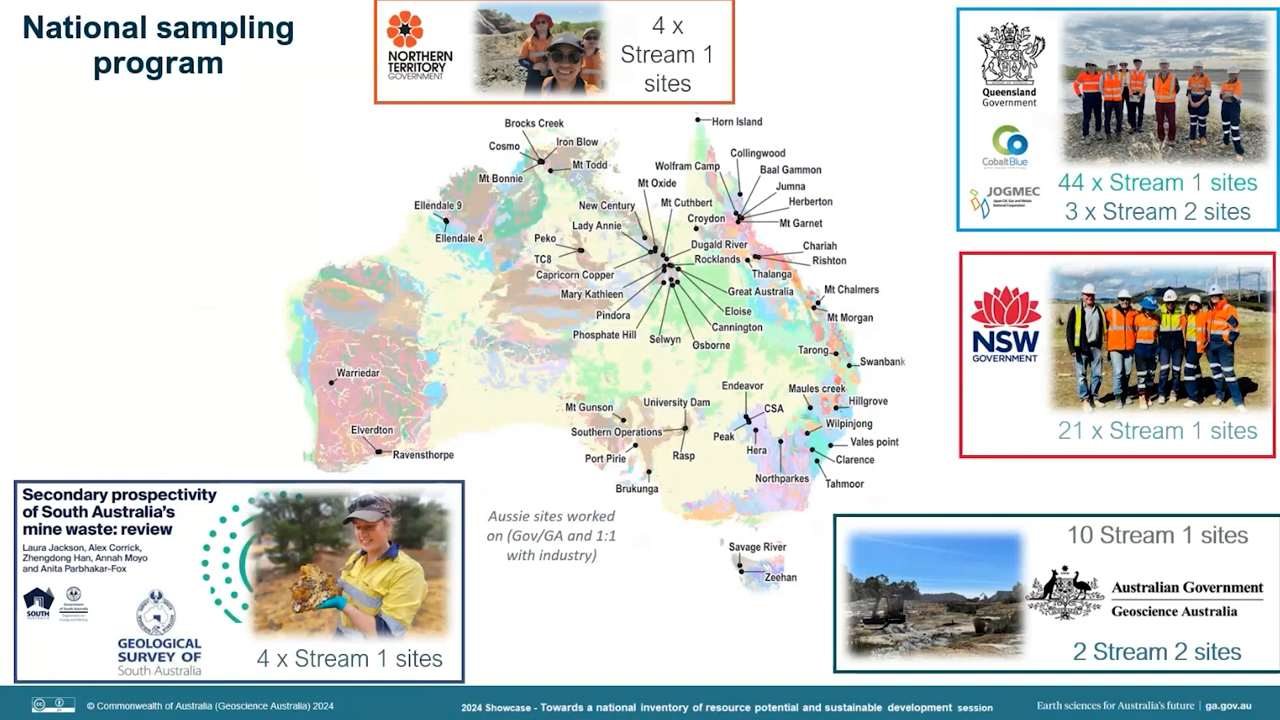 National sampling
program
NORTHERN
TERRITORY
GOVERNMENT
4 x
Stream 1
sites
Queensland
Government
CobaltBlue
JOGMEC
44 x Stream 1 sites
3 x Stream 2 sites
NSW
GOVERNMENT
21 x Stream 1 sites
Horn Island
Brocks Creek
Cosmo
Iron Blow
Mt Todd
Mt Bonnie
Collingwood
Wolfram Camp
Baal Gammon
Mt Oxide
Jumna
Ellendale 9
New Century
Mt Cuthbert
Herberton
Croydon
Mt Garnet
Lady Annie
Ellendale 4
Peko
Dugald River
Chariah
TC8
Rocklands
Rishton
Capricorn Copper
Thalanga
Mary Kathleen
Great Australia
Mt Chalmers
Pindora
Eloise
Mt Morgan
Phosphate Hill
Cannington
Selwyn
Osborne
Tarong
Swanbank
Warriedar
Endeavor
Maules creek
University Dam
Hillgrove
Mt Gunson
CSA
Elverdton
Southern Operations
Peak
Wilpinjong
Ravensthorpe
Port Pirie
Rasp
Hera
Vales point
Clarence
Brukunga
Northparkes
Tahmoor
Savage River
Zeehan
Aussie sites worked
on (Gov/GA and 1:1
with industry)
Secondary prospectivity
of South Australia's
mine waste: review
Laura Jackson, Alex Corrick,
Zhengdong Han, Annah Moyo
and Anita Parbhakar-Fox
SOUTH
GEOLOGICAL
SURVEY OF
South Australia
4 x Stream 1 sites
10 Stream 1 sites
Australian Government
Geoscience Australia
2 Stream 2 sites
© Commonwealth of Australia (Geoscience Australia) 2024
2024 Showcase - Towards a national inventory of resource potential and sustainable development session
Earth sciences for Australia's future | ga.gov.au